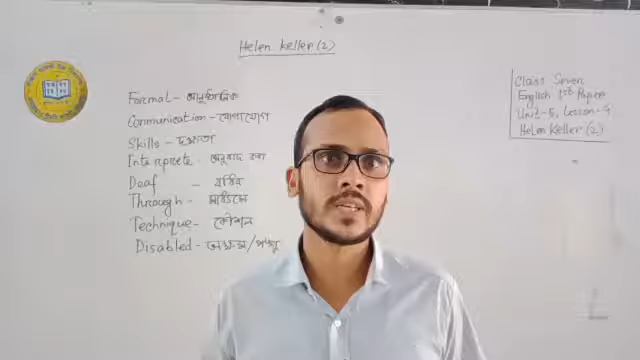 Helen Keller (2)
Formal - আনুষ্ঠানিক
Communication - যোগাযোগ
Skills - দক্ষতা
Interprete - অনুবাদ করা
Deaf - বধির
Through - মাধ্যমে
Technique - কৌশল
Disabled - অক্ষম/পঙ্গু
Class Seven
English 1st Paper
Unit-5, Lesson-4
Helen Keller (2)